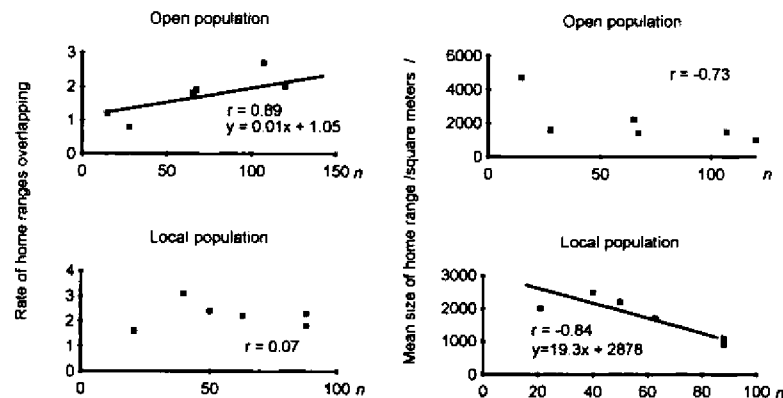 Open population
Rate of home ranges overlapping
3
2
1
0
r = 0.89
y = 0.01x + 1.05
0 50 100 150 n
Open population
Mean size of home range /square meters /
6000
4000
2000
0
r = -0.73
0 50 100 n
Local population
4
3
2
1
0
r = 0.07
0 50 100 n
Local population
3000
2000
1000
0
r = -0.84
y=19.3x + 2878
0 20 40 60 80 100 n